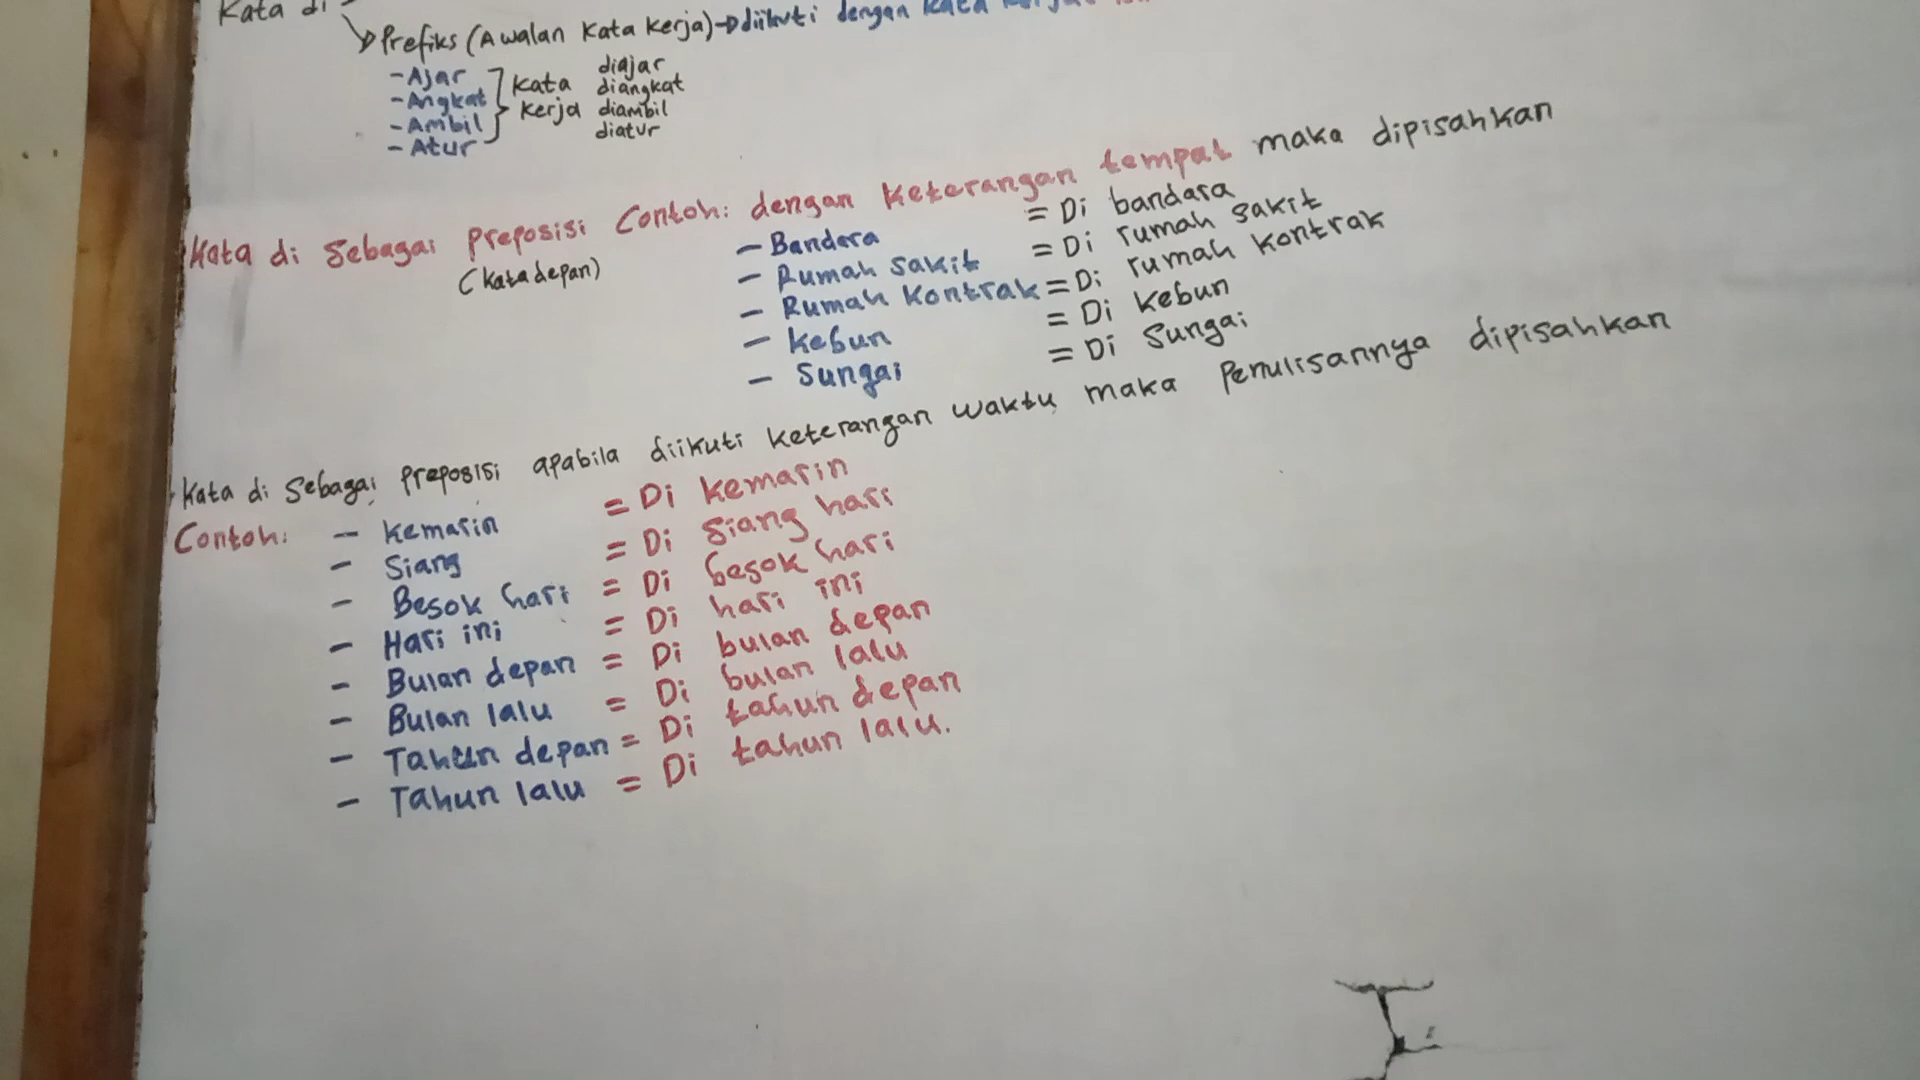 Kata di
Prefiks (Awalan Kata Kerja) → diikuti dengan kata
- Ajar
- Angkat
- Ambil
- Atur
Kata
Kerja
diajar
diangkat
diambil
diatur
Kata di sebagai preposisi Contoh: dengan Keterangan tempat maka dipisahkan
(Kata depan)
- Bandara = Di bandara
- Rumah sakit = Di rumah sakit
- Rumah Kontrak = Di rumah kontrak
- Kebun = Di Kebun
- Sungai = Di Sungai
Kata di Sebagai Preposisi apabila diikuti keterangan waktu maka Penulisannya dipisahkan
Contoh: - Kemarin = Di kemarin
- Siang = Di Siang hari
- Besok hari = Di besok hari
- Hari ini = Di hari ini
- Bulan depan = Di bulan depan
- Bulan lalu = Di bulan lalu
- Tahun depan = Di tahun depan
- Tahun lalu = Di tahun lalu.